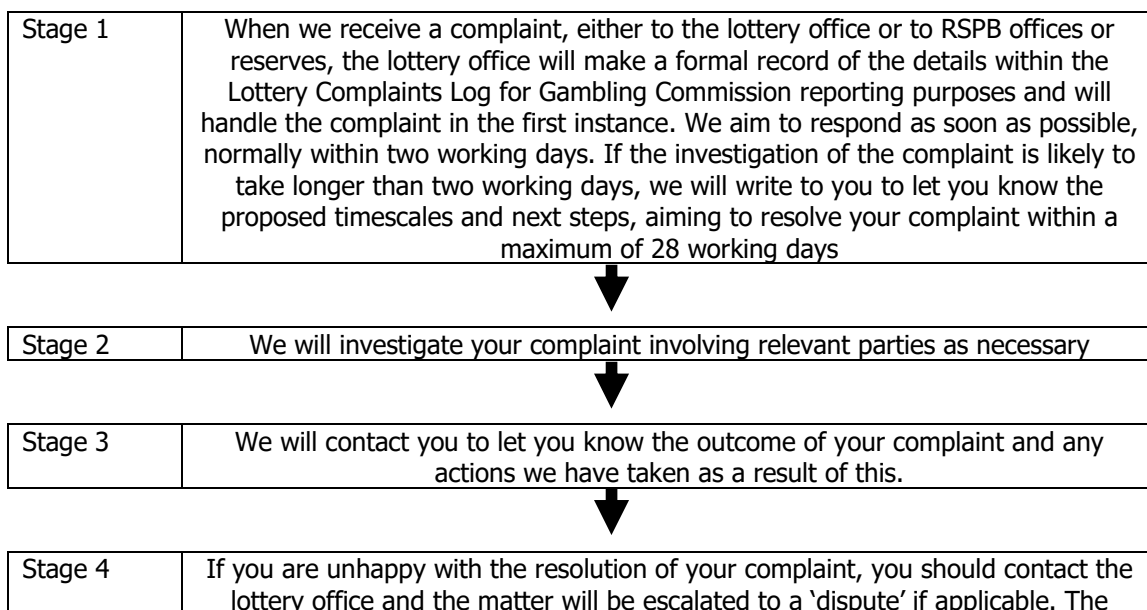 Stage 1 When we receive a complaint, either to the lottery office or to RSPB offices or
reserves, the lottery office will make a formal record of the details within the
Lottery Complaints Log for Gambling Commission reporting purposes and will
handle the complaint in the first instance. We aim to respond as soon as possible,
normally within two working days. If the investigation of the complaint is likely to
take longer than two working days, we will write to you to let you know the
proposed timescales and next steps, aiming to resolve your complaint within a
maximum of 28 working days
Stage 2 We will investigate your complaint involving relevant parties as necessary
Stage 3 We will contact you to let you know the outcome of your complaint and any
actions we have taken as a result of this.
Stage 4 If you are unhappy with the resolution of your complaint, you should contact the
lottery office and the matter will be escalated to a ‘dispute’ if applicable. The